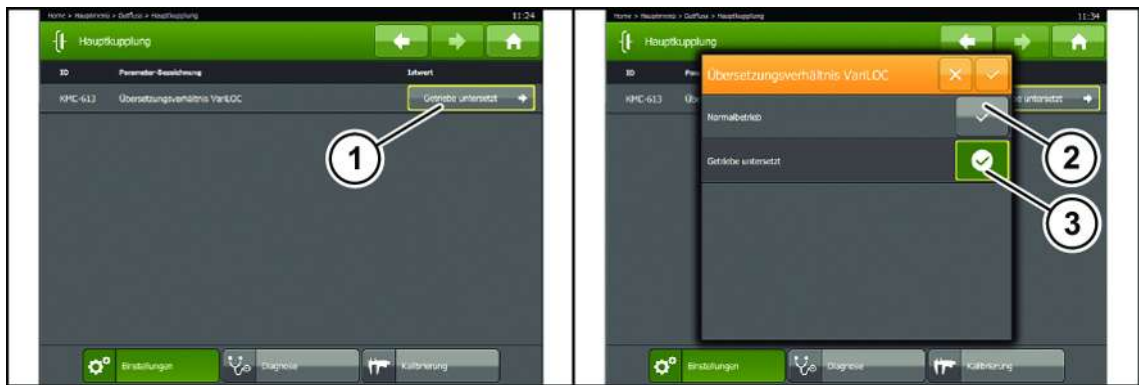 Home > Hauptmenü > Gutfluss > Hauptkupplung 11:24
Hauptkupplung
ID Parameter-Bezeichnung Istwert
KMC-613 Übersetzungsverhältnis VariLOC Getriebe untersetzt
1
Einstellungen Diagnose Kalibrierung
Home > Hauptmenü > Gutfluss > Hauptkupplung 11:34
Hauptkupplung
ID
Übersetzungsverhältnis VariLOC
KMC-613 untersetzt
Normalbetrieb
2
Getriebe untersetzt
3
Einstellungen Diagnose Kalibrierung